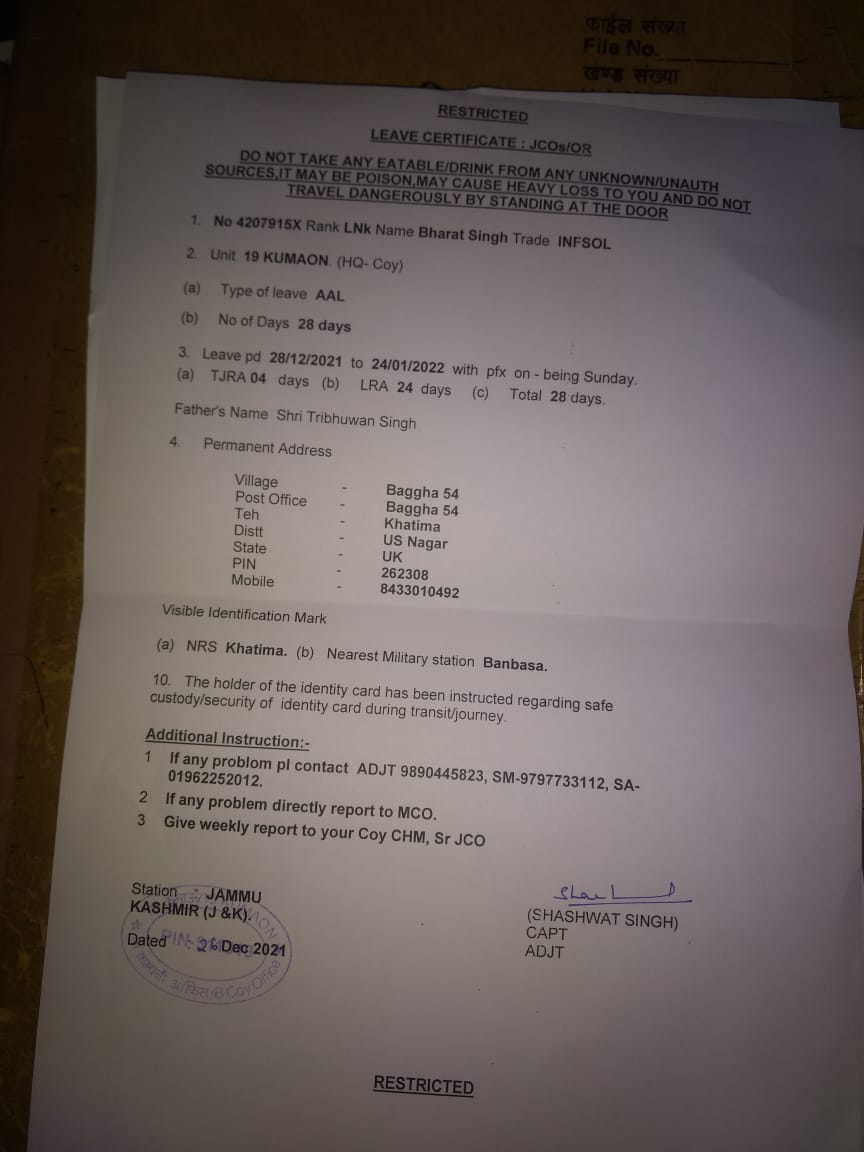 फाईल संख्या
File No.
खण्ड संख्या
RESTRICTED
LEAVE CERTIFICATE : JCOs/OR
DO NOT TAKE ANY EATABLE/DRINK FROM ANY UNKNOWN/UNAUTH
SOURCES,IT MAY BE POISON,MAY CAUSE HEAVY LOSS TO YOU AND DO NOT
TRAVEL DANGEROUSLY BY STANDING AT THE DOOR
1. No 4207915X Rank LNk Name Bharat Singh Trade INFSOL
2. Unit 19 KUMAON. (HQ- Coy)
(a) Type of leave AAL
(b) No of Days 28 days
3. Leave pd 28/12/2021 to 24/01/2022 with pfx on - being Sunday.
(a) TJRA 04 days (b) LRA 24 days (c) Total 28 days.
Father's Name Shri Tribhuwan Singh
4. Permanent Address
Village - Baggha 54
Post Office - Baggha 54
Teh - Khatima
Distt - US Nagar
State - UK
PIN - 262308
Mobile - 8433010492
Visible Identification Mark
(a) NRS Khatima. (b) Nearest Military station Banbasa.
10. The holder of the identity card has been instructed regarding safe
custody/security of identity card during transit/journey.
Additional Instruction:-
1 If any problom pl contact ADJT 9890445823, SM-9797733112, SA-
01962252012.
2 If any problem directly report to MCO.
3 Give weekly report to your Coy CHM, Sr JCO
Station : JAMMU
KASHMIR (J &K).
Dated : 26 Dec 2021
PIN
B Coy Office
(SHASHWAT SINGH)
CAPT
ADJT
RESTRICTED